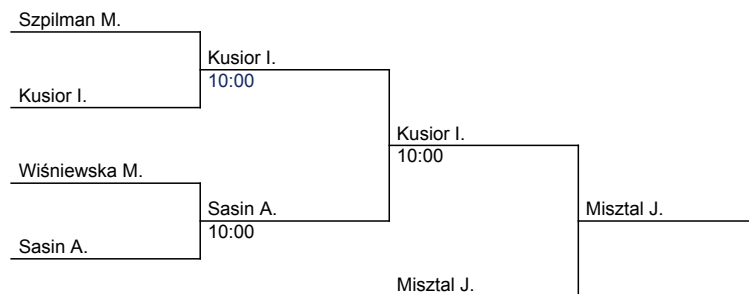 Szpilman M.
Kusior I.
10:00
Kusior I.
Kusior I.
10:00
Wiśniewska M.
Sasin A.
Misztal J.
10:00
Sasin A.
Misztal J.